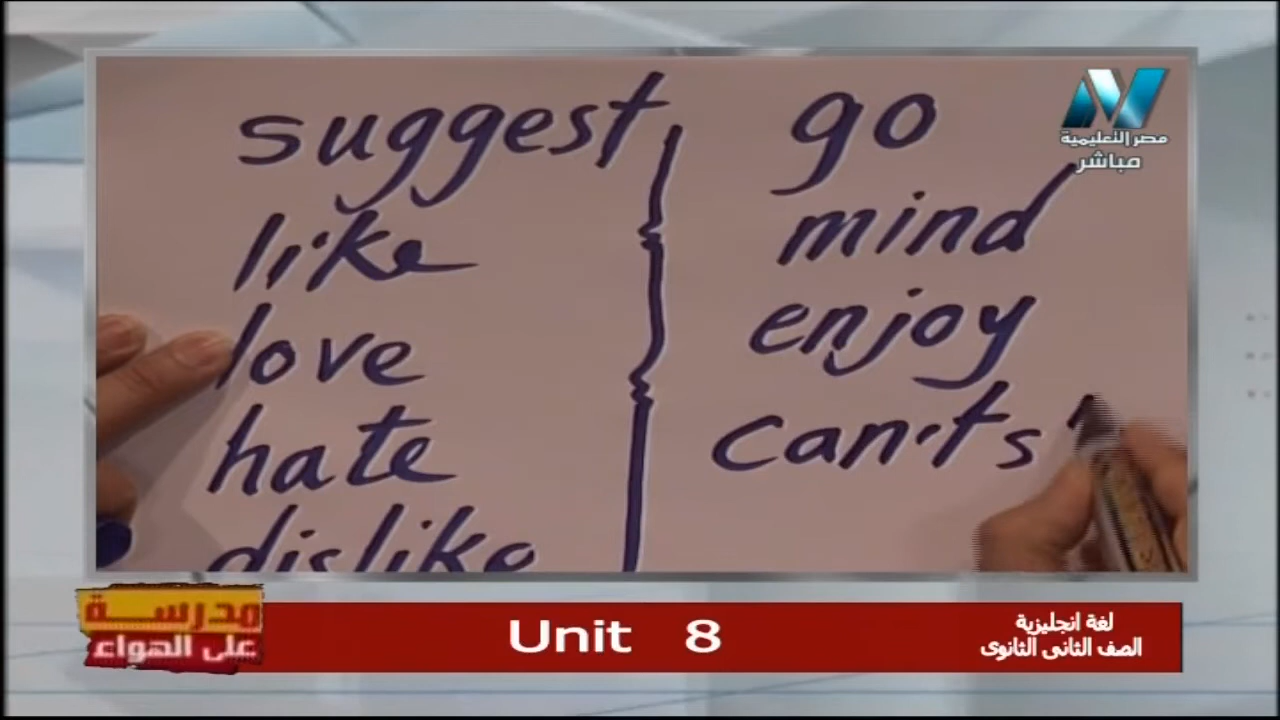 suggest
like
love
hate
dislike
go
mind
enjoy
can't s
مصر التعليمية
مباشر
مدرسة
على الهواء
Unit 8
لغة انجليزية
الصف الثانى الثانوى